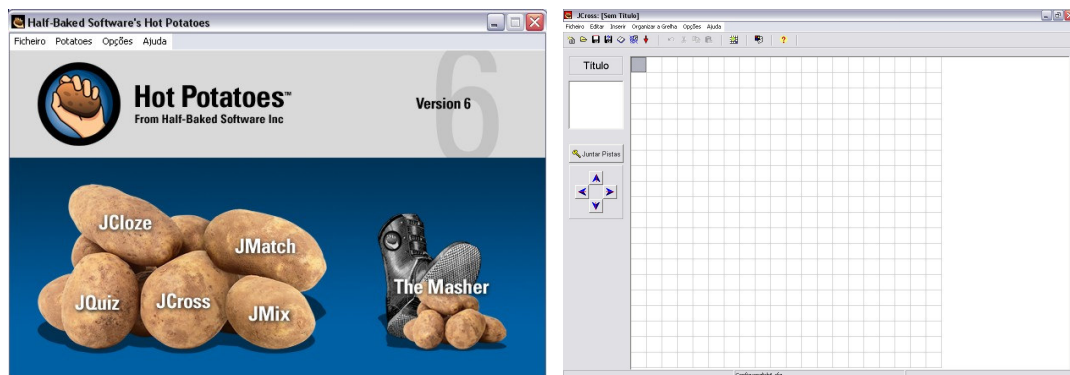 Half-Baked Software's Hot Potatoes
Ficheiro Potatoes Opções Ajuda
6
Hot Potatoes™
From Half-Baked Software Inc
Version 6
JCloze
JMatch
JQuiz
JCross
JMix
The Masher
JCross: [Sem Título]
Ficheiro Editar Inserir Organizar a Grelha Opções Ajuda
Título
Juntar Pistas